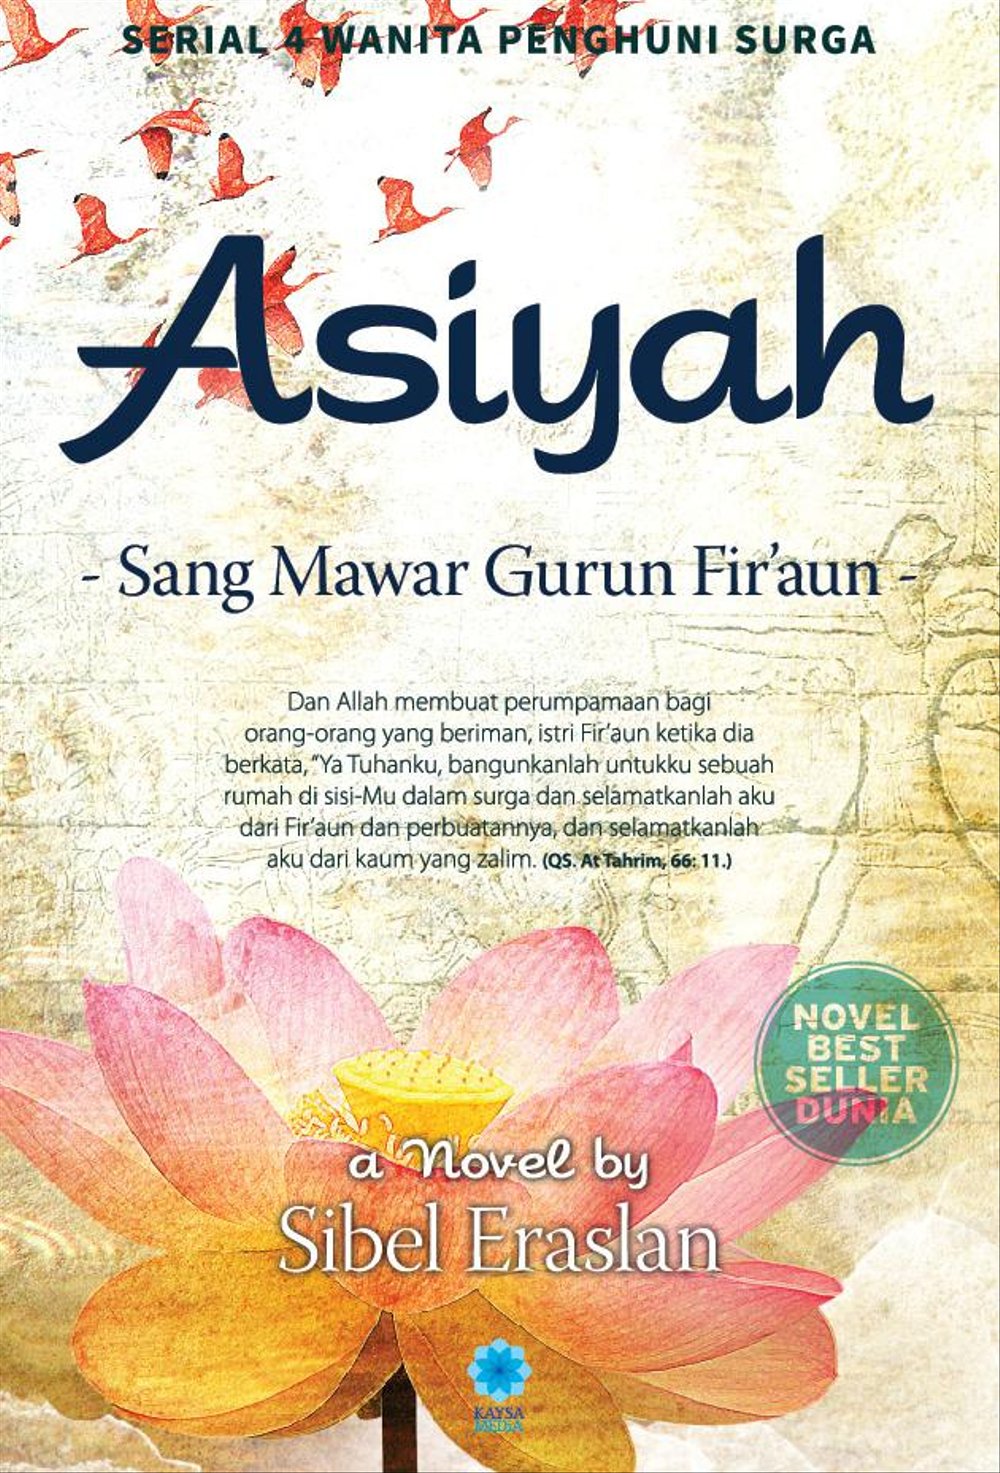 SERIAL 4 WANITA PENGHUNI SURGA
Asiyah
- Sang Mawar Gurun Fir'aun -
Dan Allah membuat perumpamaan bagi
orang-orang yang beriman, istri Fir'aun ketika dia
berkata, "Ya Tuhanku, bangunkanlah untukku sebuah
rumah di sisi-Mu dalam surga dan selamatkanlah aku
dari Fir'aun dan perbuatannya, dan selamatkanlah
aku dari kaum yang zalim. (QS. At Tahrim, 66: 11.)
NOVEL
BEST
SELLER
DUNIA
a Novel by
Sibel Eraslan
KAYSA
MEDIA